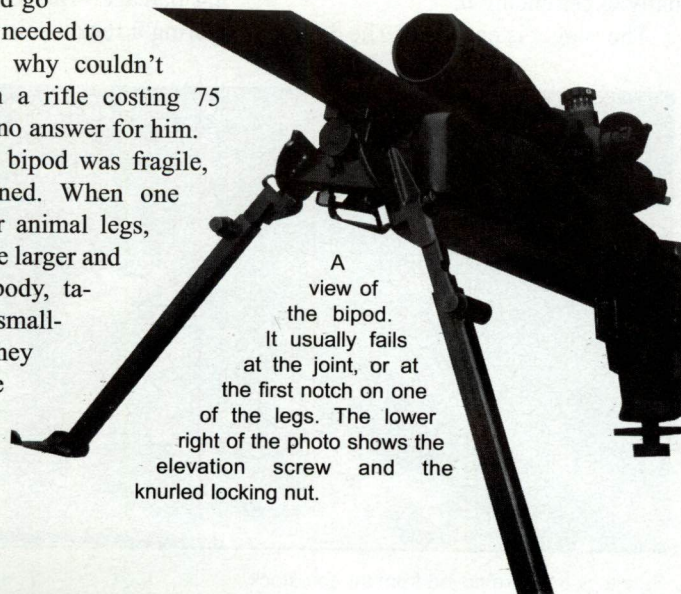 d go
needed to
why couldn't
a rifle costing 75
no answer for him.
bipod was fragile,
ned. When one
r animal legs,
e larger and
body, ta-
small-
ney
e
A
view of
the bipod.
It usually fails
at the joint, or at
the first notch on one
of the legs. The lower
right of the photo shows the
elevation screw and the
knurled locking nut.